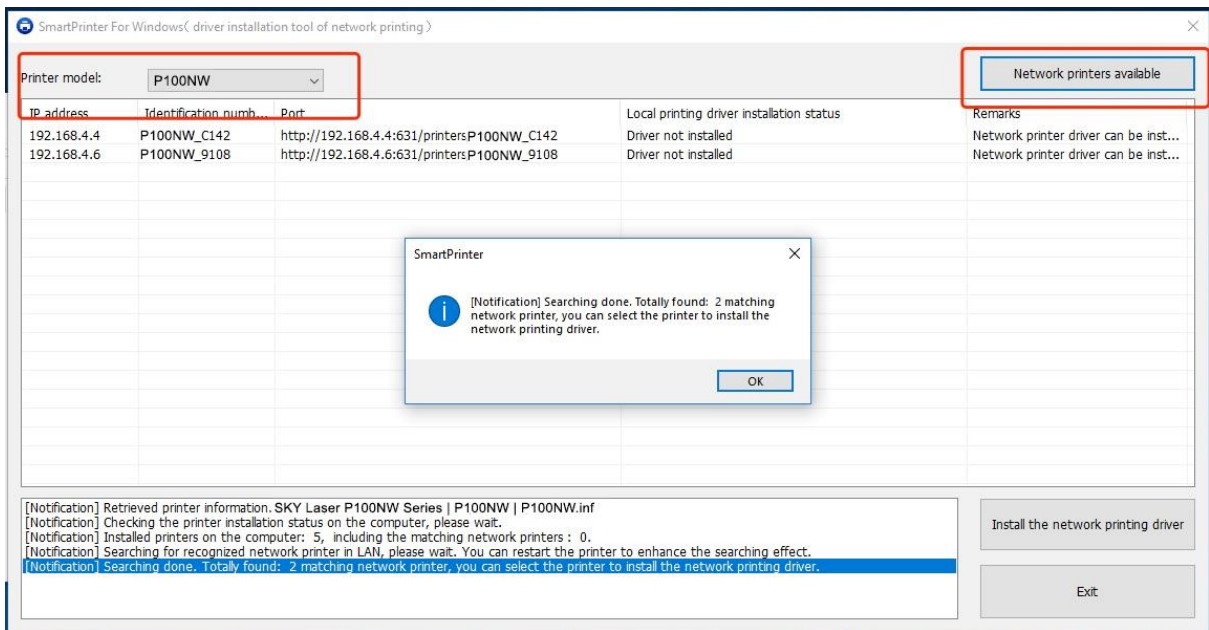 SmartPrinter For Windows( driver installation tool of network printing )
Printer model: P100NW Network printers available
IP address Identification numb... Port Local printing driver installation status Remarks
192.168.4.4 P100NW_C142 http://192.168.4.4:631/printersP100NW_C142 Driver not installed Network printer driver can be inst...
192.168.4.6 P100NW_9108 http://192.168.4.6:631/printersP100NW_9108 Driver not installed Network printer driver can be inst...
SmartPrinter
[Notification] Searching done. Totally found: 2 matching
network printer, you can select the printer to install the
network printing driver.
OK
[Notification] Retrieved printer information. SKY Laser P100NW Series | P100NW | P100NW.inf
[Notification] Checking the printer installation status on the computer, please wait.
[Notification] Installed printers on the computer: 5, including the matching network printers : 0.
[Notification] Searching for recognized network printer in LAN, please wait. You can restart the printer to enhance the searching effect.
[Notification] Searching done. Totally found: 2 matching network printer, you can select the printer to install the network printing driver.
Install the network printing driver
Exit